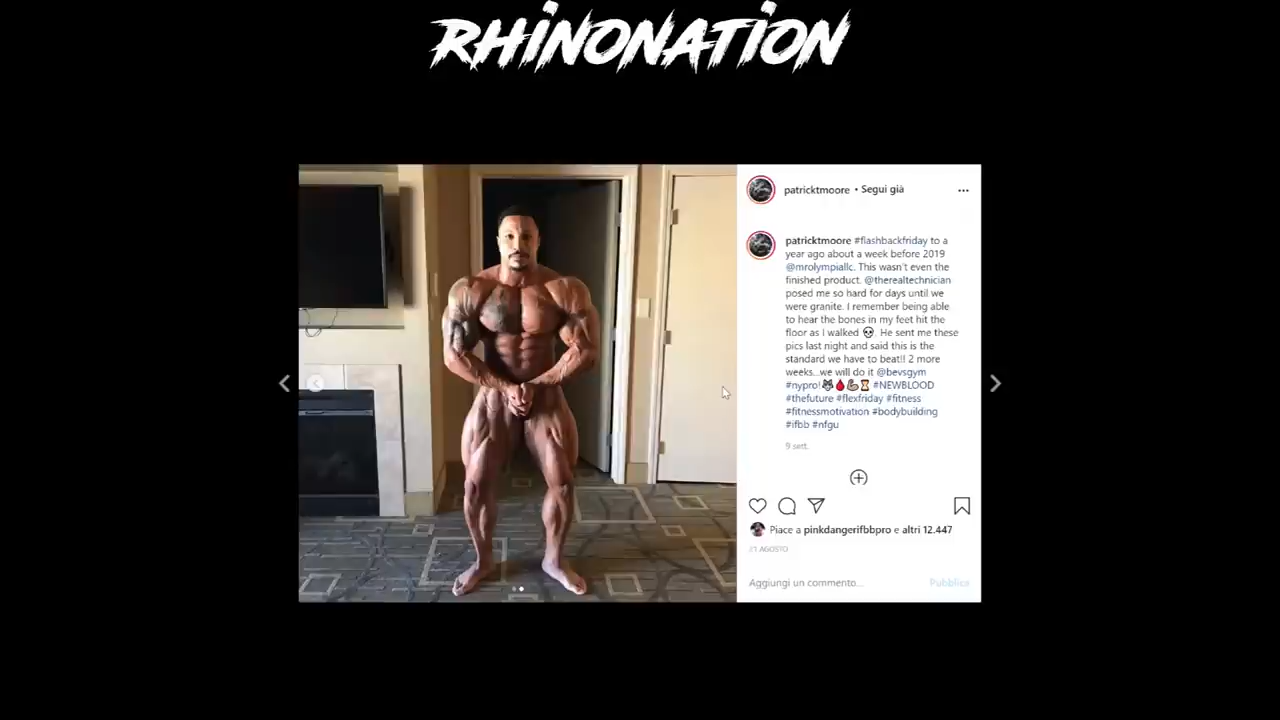 RHINONATION
patricktmoore • Segui già
patricktmoore #flashbackfriday to a
year ago about a week before 2019
@mrolympiallc. This wasn't even the
finished product. @therealtechnician
posed me so hard for days until we
were granite. I remember being able
to hear the bones in my feet hit the
floor as I walked 💀. He sent me these
pics last night and said this is the
standard we have to beat!! 2 more
weeks...we will do it @bevsgym
#nypro!🐺🩸💪⏳ #NEWBLOOD
#thefuture #flexfriday #fitness
#fitnessmotivation #bodybuilding
#ifbb #nfgu
9 sett.
Piace a pinkdangerifbbpro e altri 12.447
21 AGOSTO
Aggiungi un commento...
Pubblica